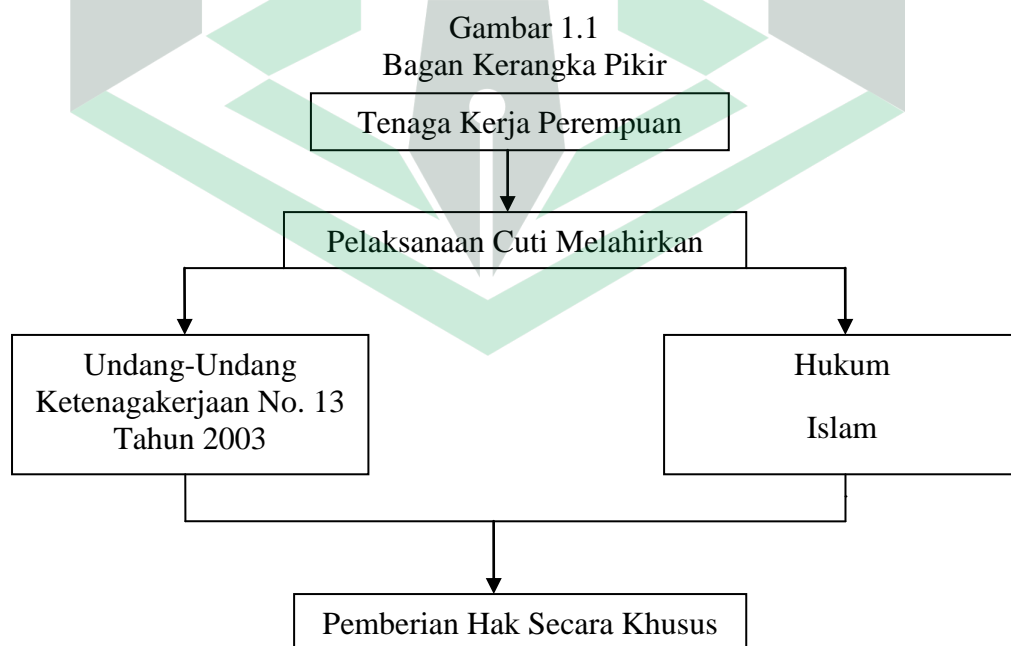 Gambar 1.1
Bagan Kerangka Pikir
Tenaga Kerja Perempuan
Pelaksanaan Cuti Melahirkan
Undang-Undang
Ketenagakerjaan No. 13
Tahun 2003
Hukum
Islam
Pemberian Hak Secara Khusus